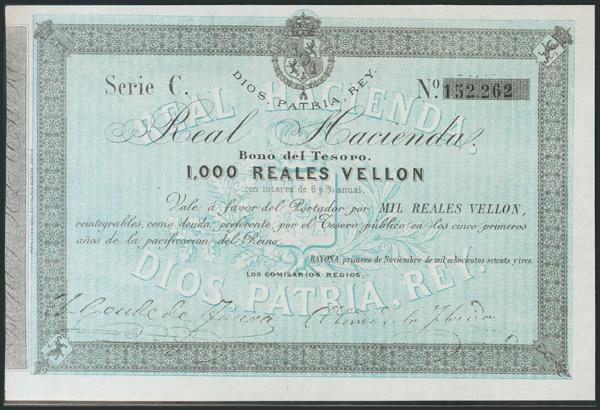 Serie C.
DIOS, PATRIA, REY.
Nº 152,262
REAL HACIENDA.
Real Hacienda.
Bono del Tesoro.
1,000 REALES VELLON
con interes de 6 p.% anual.
Vale á favor del Portador por MIL REALES VELLON,
reintegrables, como deuda preferente, por el Tesoro público en los cinco primeros
años de la pacificacion del Reino.
BAYONA, primero de Noviembre de mil ochocientos setenta y tres.
LOS COMISARIOS REGIOS,
DIOS, PATRIA, REY.
El Conde de